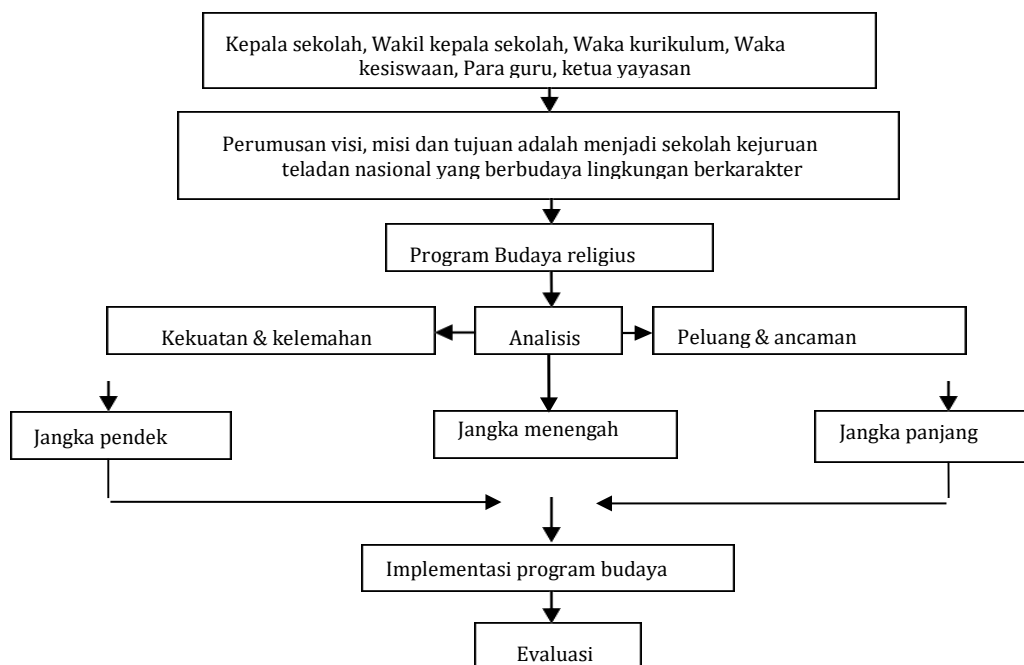 Kepala sekolah, Wakil kepala sekolah, Waka kurikulum, Waka
kesiswaan, Para guru, ketua yayasan
Perumusan visi, misi dan tujuan adalah menjadi sekolah kejuruan
teladan nasional yang berbudaya lingkungan berkarakter
Program Budaya religius
Kekuatan & kelemahan
Analisis
Peluang & ancaman
Jangka pendek
Jangka menengah
Jangka panjang
Implementasi program budaya
Evaluasi